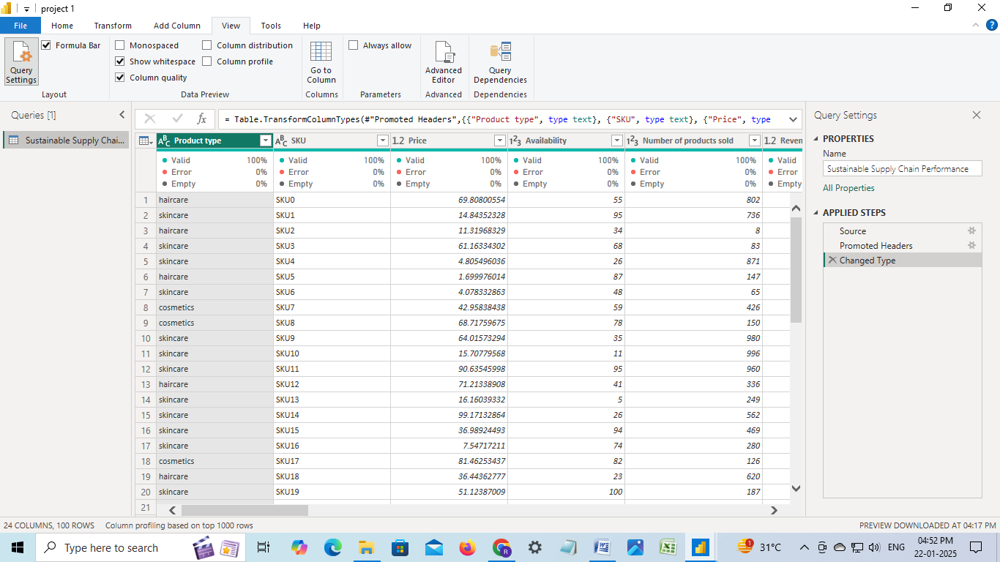 project 1
File Home Transform Add Column View Tools Help
Query Settings
Formula Bar
Layout
Monospaced Column distribution
Show whitespace Column profile
Column quality
Data Preview
Go to Column
Columns
Always allow
Parameters
Advanced Editor
Advanced
Query Dependencies
Dependencies
Queries [1]
Sustainable Supply Chai...
fx = Table.TransformColumnTypes(#"Promoted Headers",{{"Product type", type text}, {"SKU", type text}, {"Price", type
ABC Product type ABC SKU 1.2 Price 123 Availability 123 Number of products sold 1.2 Reven
Valid 100% Valid 100% Valid 100% Valid 100% Valid 100% Valid
Error 0% Error 0% Error 0% Error 0% Error 0% Error
Empty 0% Empty 0% Empty 0% Empty 0% Empty 0% Empty
1 haircare SKU0 69.80800554 55 802
2 skincare SKU1 14.84352328 95 736
3 haircare SKU2 11.31968329 34 8
4 skincare SKU3 61.16334302 68 83
5 skincare SKU4 4.805496036 26 871
6 haircare SKU5 1.699976014 87 147
7 skincare SKU6 4.078332863 48 65
8 cosmetics SKU7 42.95838438 59 426
9 cosmetics SKU8 68.71759675 78 150
10 skincare SKU9 64.01573294 35 980
11 skincare SKU10 15.70779568 11 996
12 skincare SKU11 90.63545998 95 960
13 haircare SKU12 71.21338908 41 336
14 skincare SKU13 16.16039332 5 249
15 skincare SKU14 99.17132864 26 562
16 skincare SKU15 36.98924493 94 469
17 skincare SKU16 7.54717211 74 280
18 cosmetics SKU17 81.46253437 82 126
19 haircare SKU18 36.44362777 23 620
20 skincare SKU19 51.12387009 100 187
21
Query Settings
PROPERTIES
Name
Sustainable Supply Chain Performance
All Properties
APPLIED STEPS
Source
Promoted Headers
Changed Type
24 COLUMNS, 100 ROWS Column profiling based on top 1000 rows PREVIEW DOWNLOADED AT 04:17 PM
Type here to search
1 31°C ENG 04:52 PM
22-01-2025